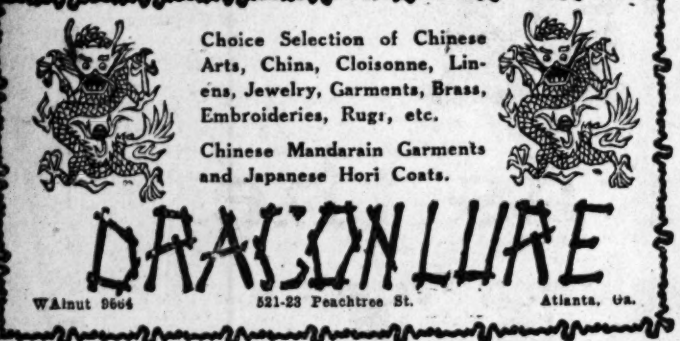 Choice Selection of Chinese
Arts, China, Cloisonne, Lin-
ens, Jewelry, Garments, Brass,
Embroideries, Rugs, etc.
Chinese Mandarain Garments
and Japanese Hori Coats.
DRAGON LURE
WAlnut 9664
521-23 Peachtree St.
Atlanta, Ga.